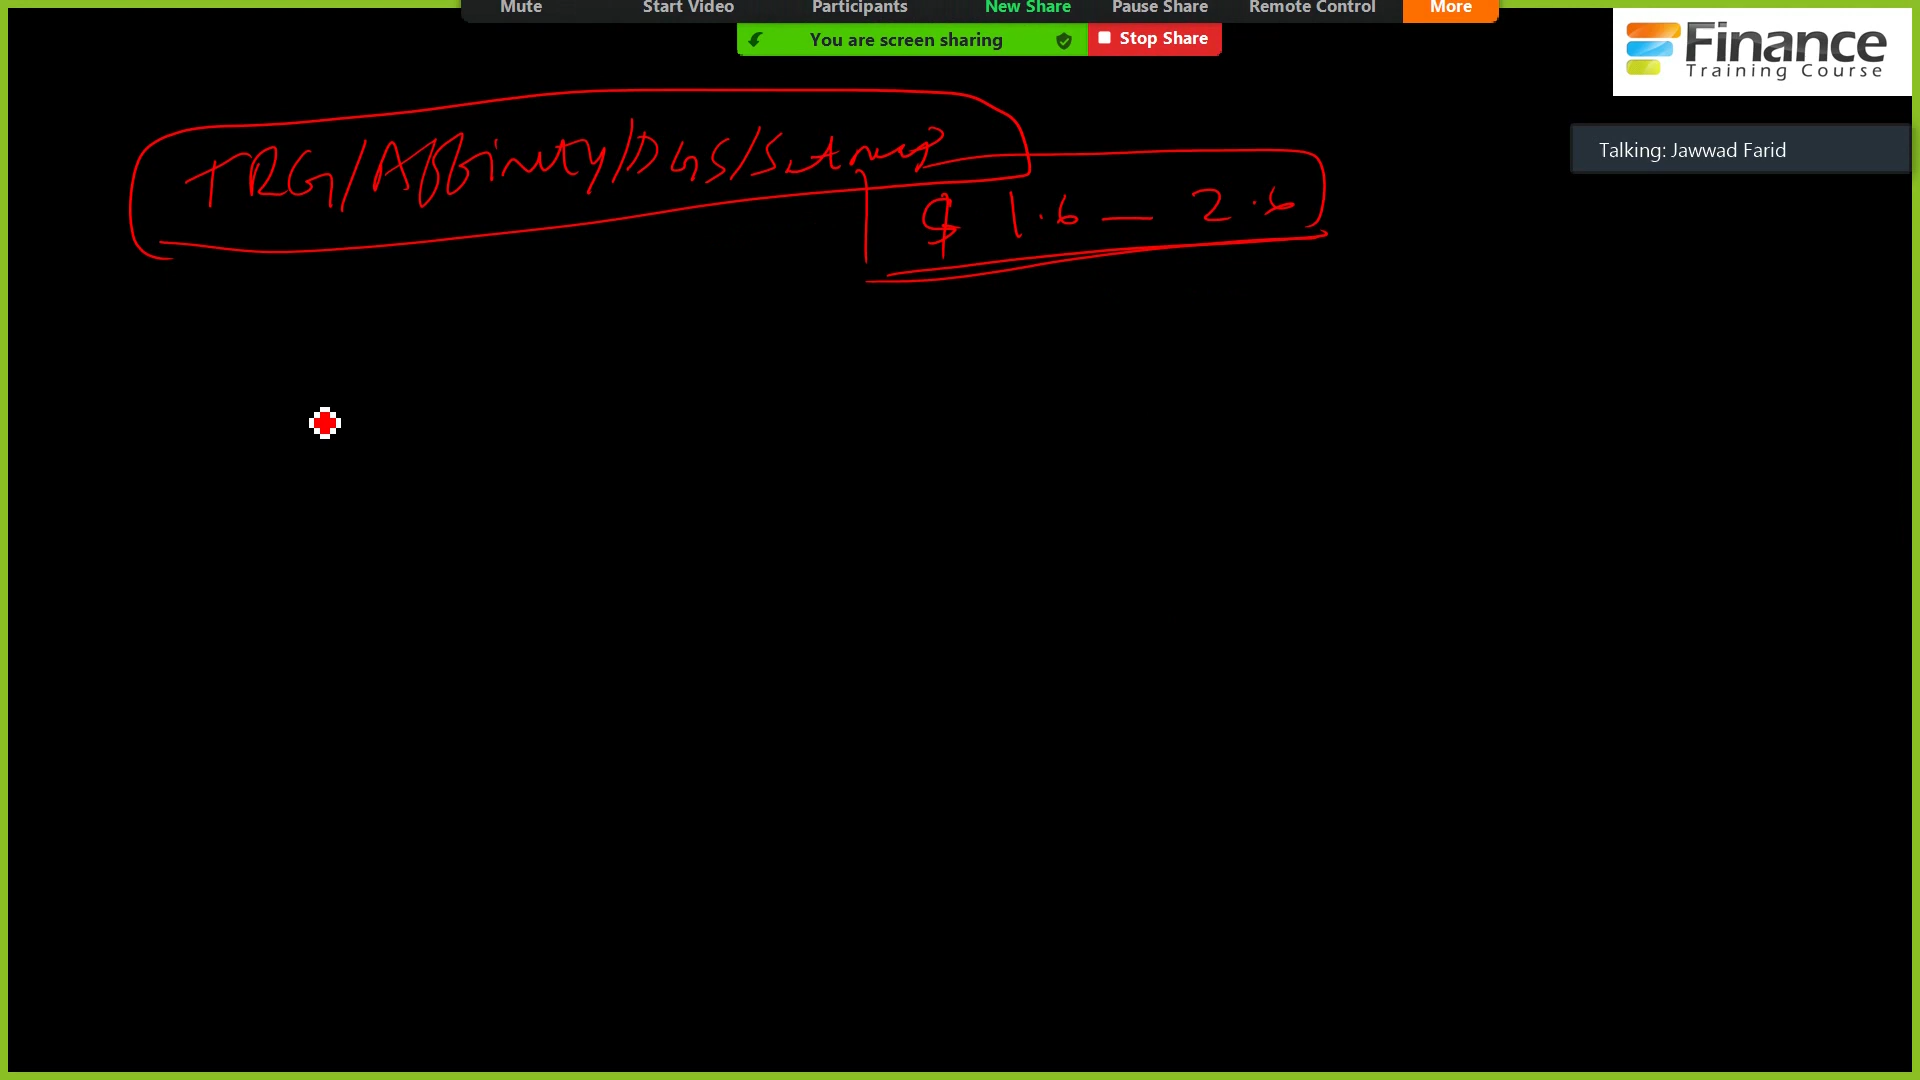 Mute Start Video Participants New Share Pause Share Remote Control More
You are screen sharing Stop Share
Finance
Training Course
Talking: Jawwad Farid
TRG/Affinity/DGS/
$ 1.6 — 2.6